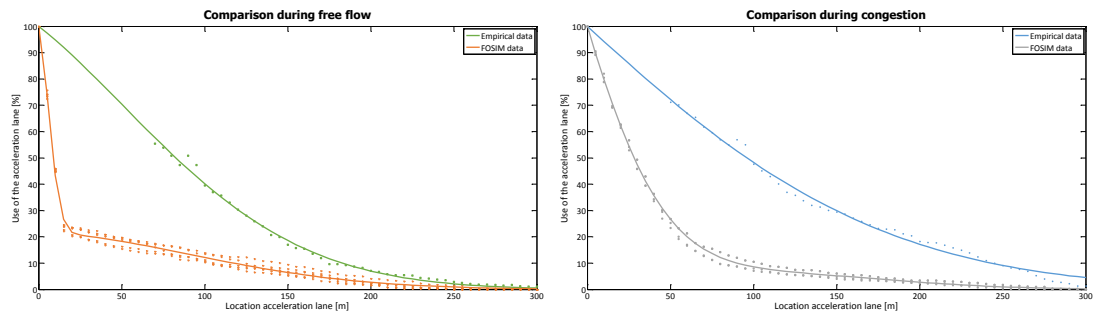 Comparison during free flow
Empirical data
FOSIM data
Use of the acceleration lane [%]
100
90
80
70
60
50
40
30
20
10
0
0 50 100 150 200 250 300
Location acceleration lane [m]
Comparison during congestion
Empirical data
FOSIM data
Use of the acceleration lane [%]
100
90
80
70
60
50
40
30
20
10
0
0 50 100 150 200 250 300
Location acceleration lane [m]